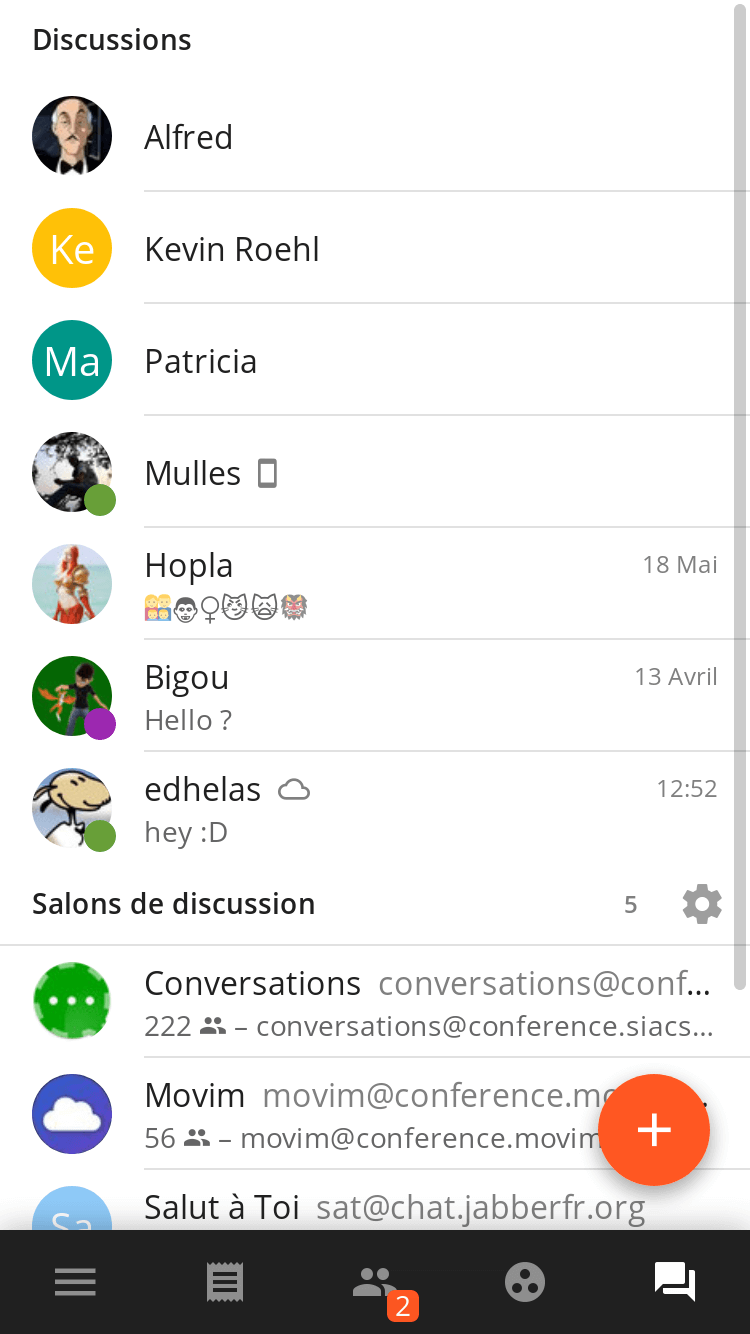 Discussions
Alfred
Ke
Kevin Roehl
Ma
Patricia
Mulles
Hopla 18 Mai
Bigou 13 Avril
Hello ?
edhelas 12:52
hey :D
Salons de discussion 5
Conversations conversations@conf...
222 – conversations@conference.siacs...
Movim movim@conference.mo
56 – movim@conference.movim
Sa
Salut à Toi sat@chat.jabberfr.org
2